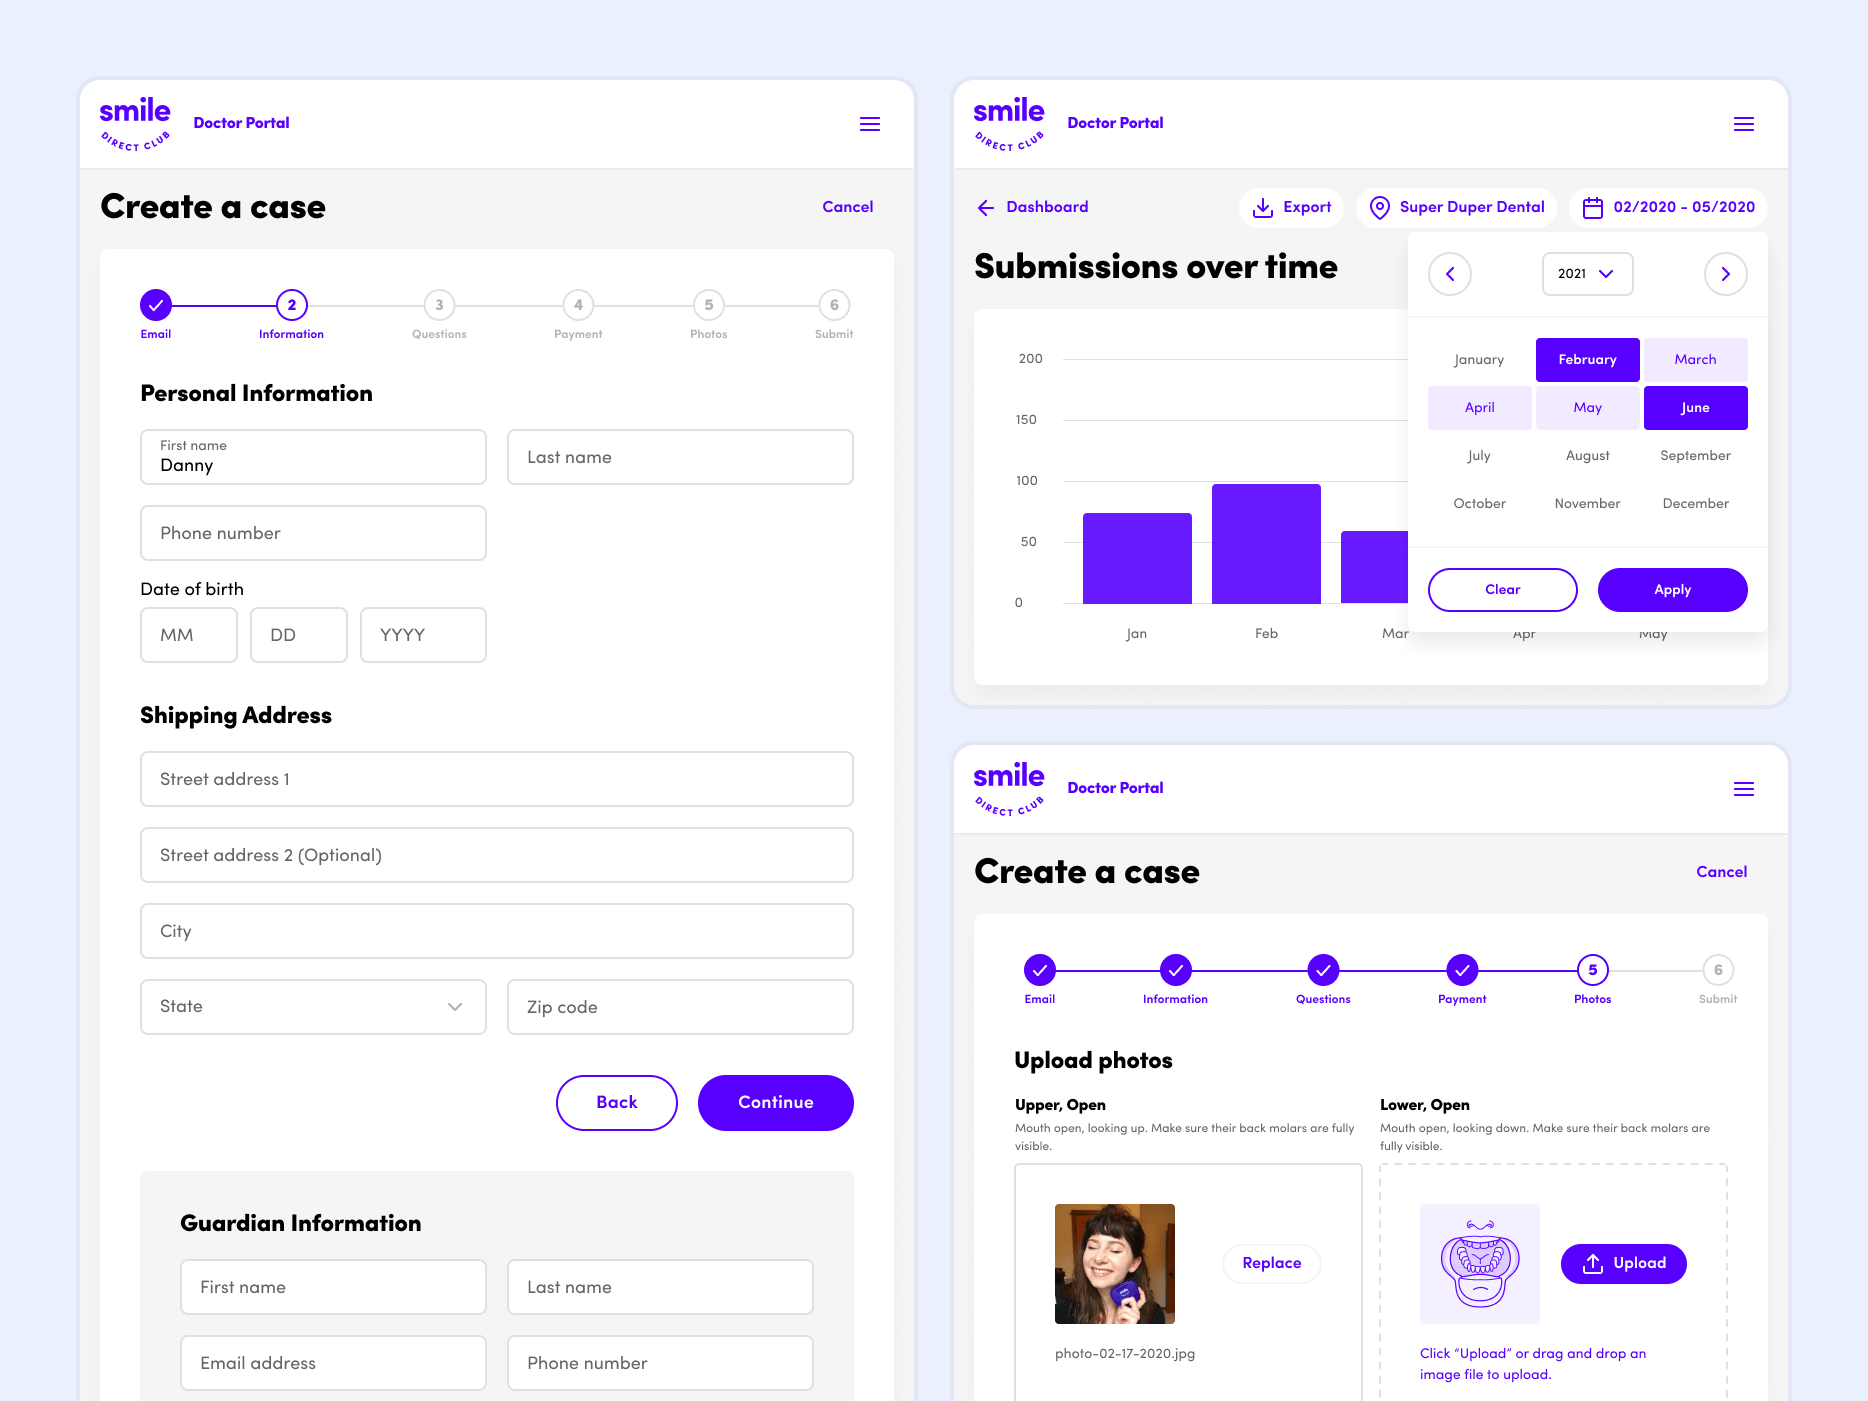 smile
DIRECT CLUB
Doctor Portal
Create a case
Cancel
2 3 4 5 6
Email Information Questions Payment Photos Submit
Personal Information
First name
Danny
Last name
Phone number
Date of birth
MM DD YYYY
Shipping Address
Street address 1
Street address 2 (Optional)
City
State Zip code
Back Continue
Guardian Information
First name Last name
Email address Phone number
smile
DIRECT CLUB
Doctor Portal
Dashboard Export Super Duper Dental 02/2020 - 05/2020
Submissions over time
200
150
100
50
0
Jan Feb Mar Apr May
2021
January February March
April May June
July August September
October November December
Clear Apply
smile
DIRECT CLUB
Doctor Portal
Create a case
Cancel
5 6
Email Information Questions Payment Photos Submit
Upload photos
Upper, Open
Mouth open, looking up. Make sure their back molars are fully
visible.
smile
Replace
photo-02-17-2020.jpg
Lower, Open
Mouth open, looking down. Make sure their back molars are
fully visible.
Upload
Click “Upload” or drag and drop an
image file to upload.